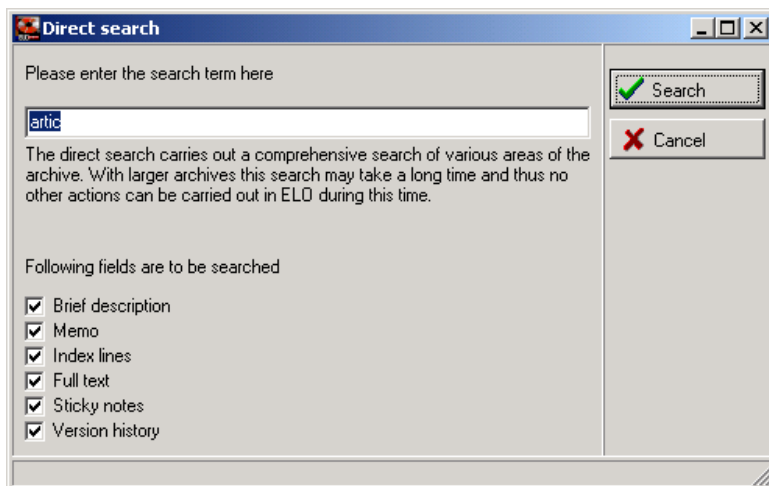 Direct search
Please enter the search term here
Search
artic
Cancel
The direct search carries out a comprehensive search of various areas of the
archive. With larger archives this search may take a long time and thus no
other actions can be carried out in ELO during this time.
Following fields are to be searched
Brief description
Memo
Index lines
Full text
Sticky notes
Version history